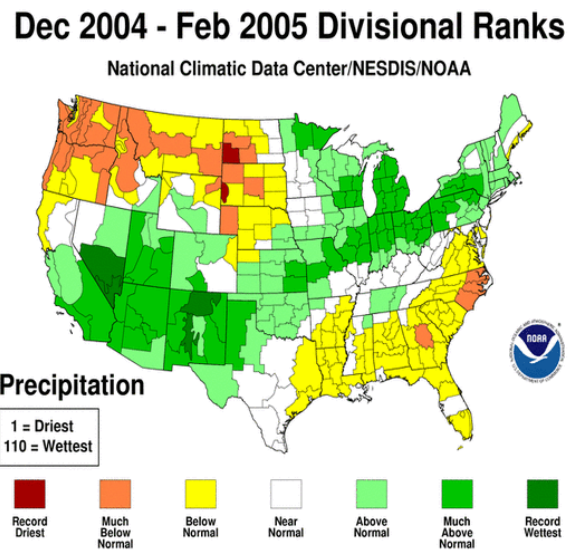 Dec 2004 - Feb 2005 Divisional Ranks
National Climatic Data Center/NESDIS/NOAA
NOAA
Precipitation
1 = Driest
110 = Wettest
Record
Driest
Much
Below
Normal
Below
Normal
Near
Normal
Above
Normal
Much
Above
Normal
Record
Wettest